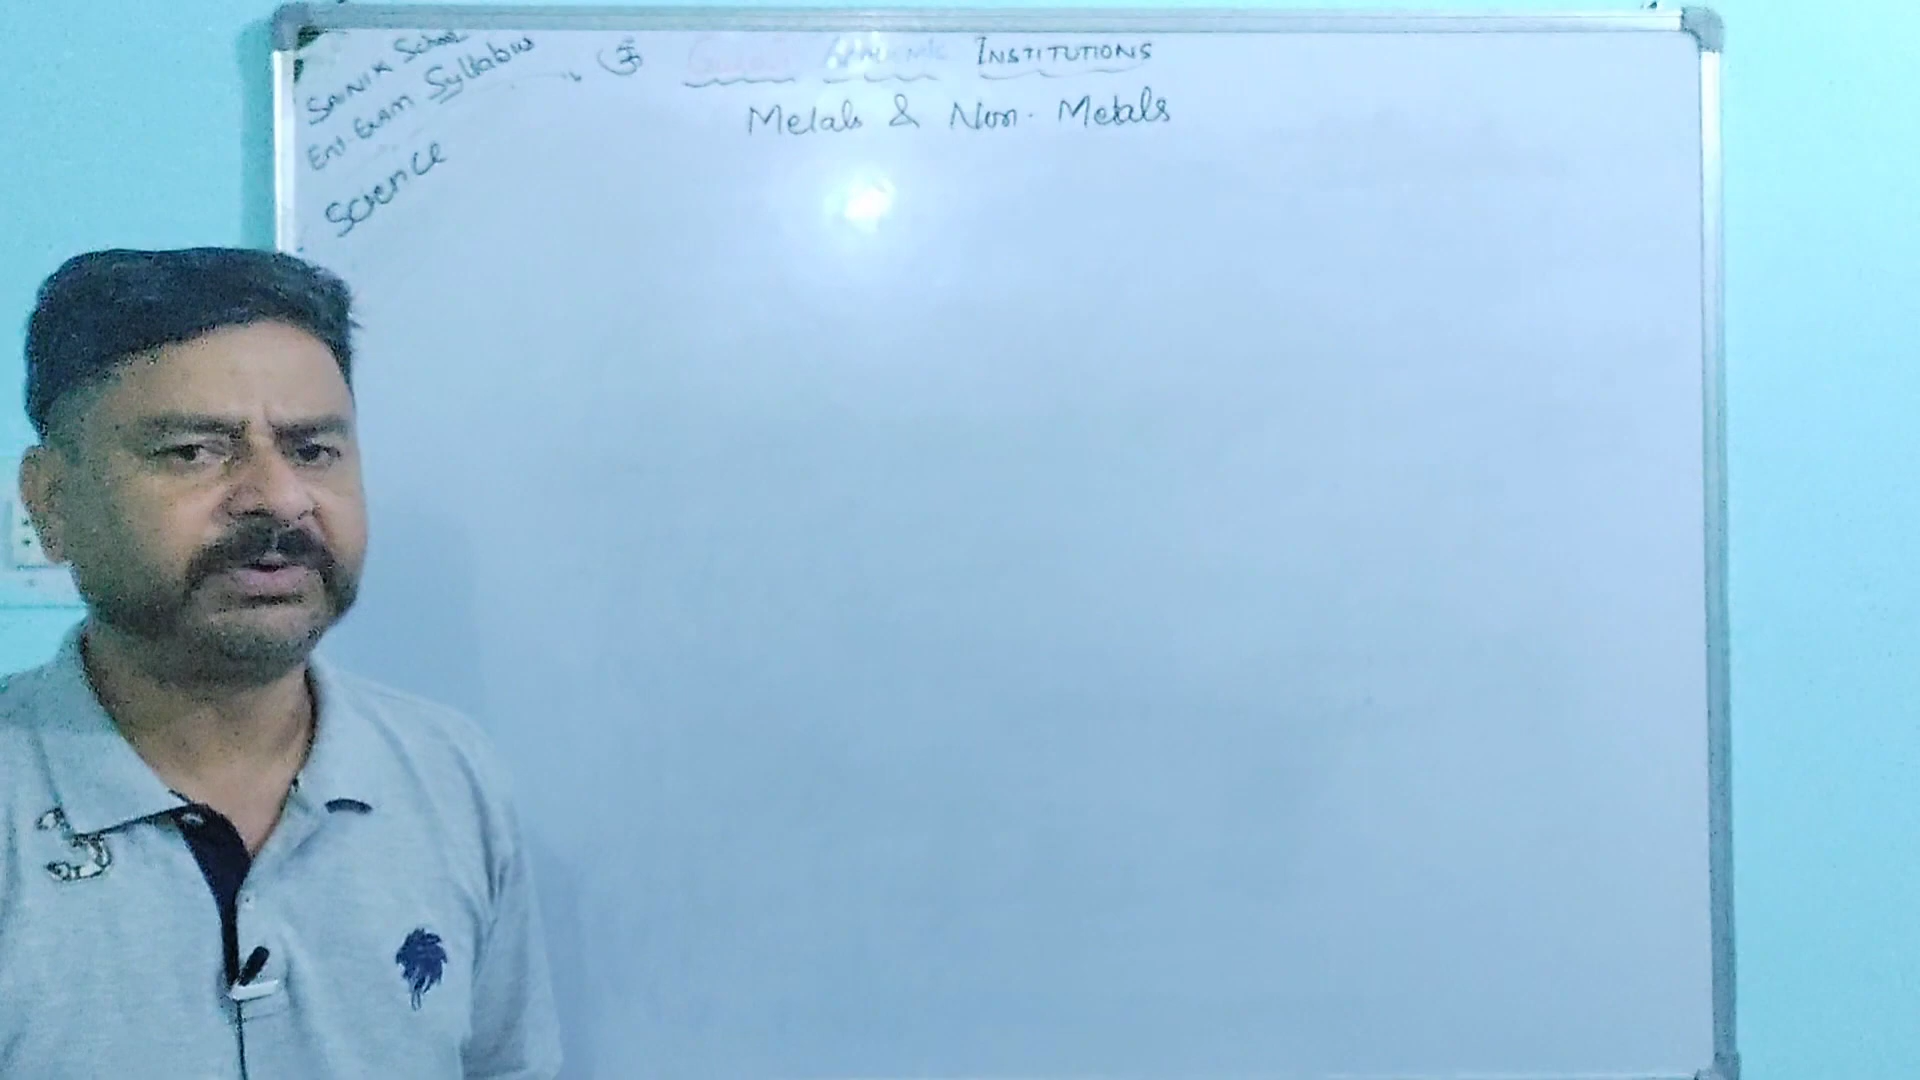 SAINIK School
Ent. Exam Syllabus
Science
ॐ
INSTITUTIONS
Metals & Non-Metals